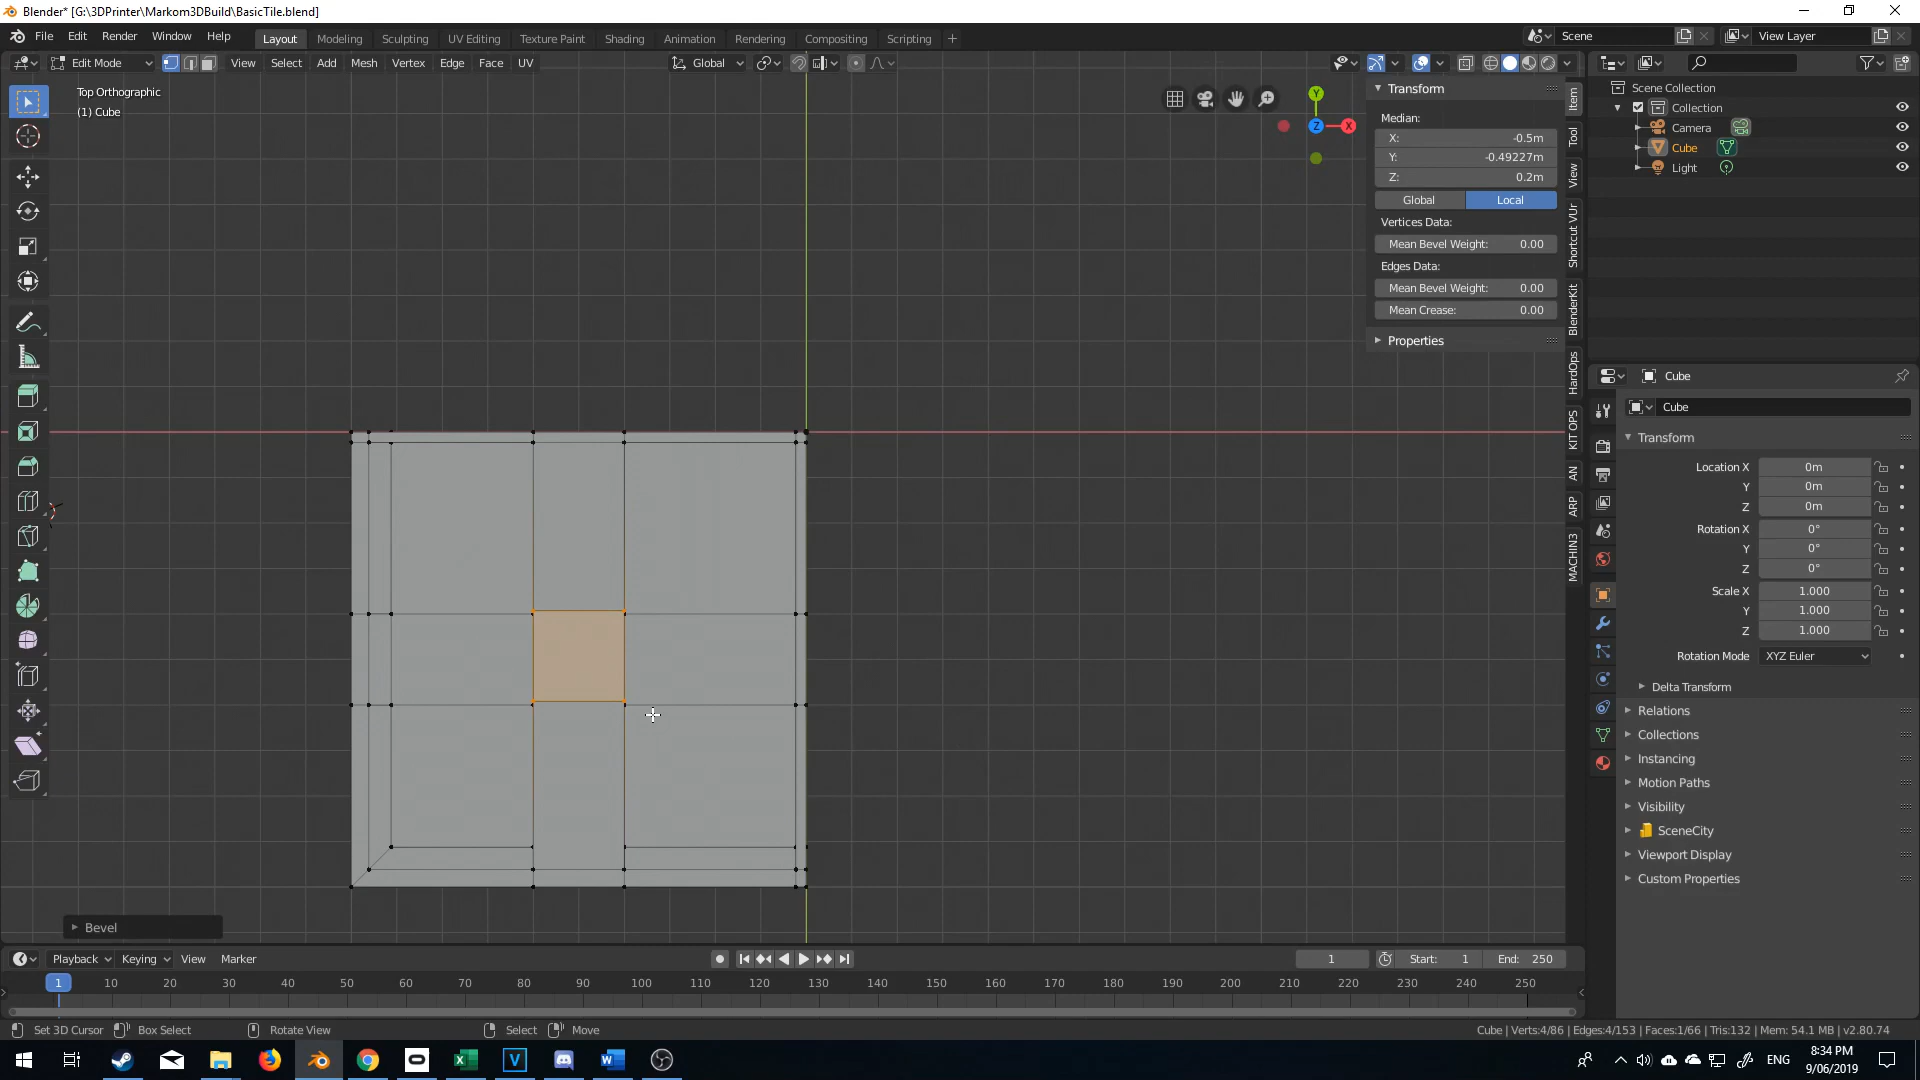 Blender* [G:\3DPrinter\Markom3DBuild\BasicTile.blend]
File Edit Render Window Help
Layout Modeling Sculpting UV Editing Texture Paint Shading Animation Rendering Compositing Scripting
Scene
View Layer
Edit Mode
View Select Add Mesh Vertex Edge Face UV
Global
Top Orthographic
(1) Cube
Y
Z
X
Transform
Median:
X: -0.5m
Y: -0.49227m
Z: 0.2m
Global Local
Vertices Data:
Mean Bevel Weight: 0.00
Edges Data:
Mean Bevel Weight: 0.00
Mean Crease: 0.00
Properties
Item
Tool
View
Shortcut VUr
BlenderKit
HardOps
KIT OPS
AN
ARP
MACHIN3
Scene Collection
Collection
Camera
Cube
Light
Cube
Cube
Transform
Location X 0m
Y 0m
Z 0m
Rotation X 0°
Y 0°
Z 0°
Scale X 1.000
Y 1.000
Z 1.000
Rotation Mode XYZ Euler
Delta Transform
Relations
Collections
Instancing
Motion Paths
Visibility
SceneCity
Viewport Display
Custom Properties
Bevel
Playback Keying View Marker
1
Start: 1
End: 250
1 10 20 30 40 50 60 70 80 90 100 110 120 130 140 150 160 170 180 190 200 210 220 230 240 250
Set 3D Cursor Box Select Rotate View Select Move
Cube | Verts:4/86 | Edges:4/153 | Faces:1/66 | Tris:132 | Mem: 54.1 MB | v2.80.74
ENG
8:34 PM
9/06/2019